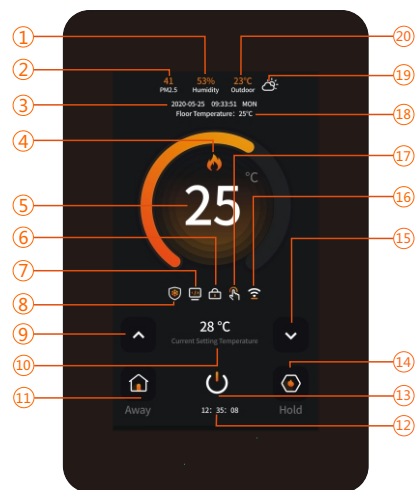 1
2
3
4
5
6
7
8
9
10
11
12
13
14
15
16
17
18
19
20
41 53% 23°C
PM2.5 Humidity Outdoor
2020-05-25 09:33:51 MON
Floor Temperature: 25°C
°C
25
28 °C
Current Setting Temperature
Away 12: 35: 08 Hold